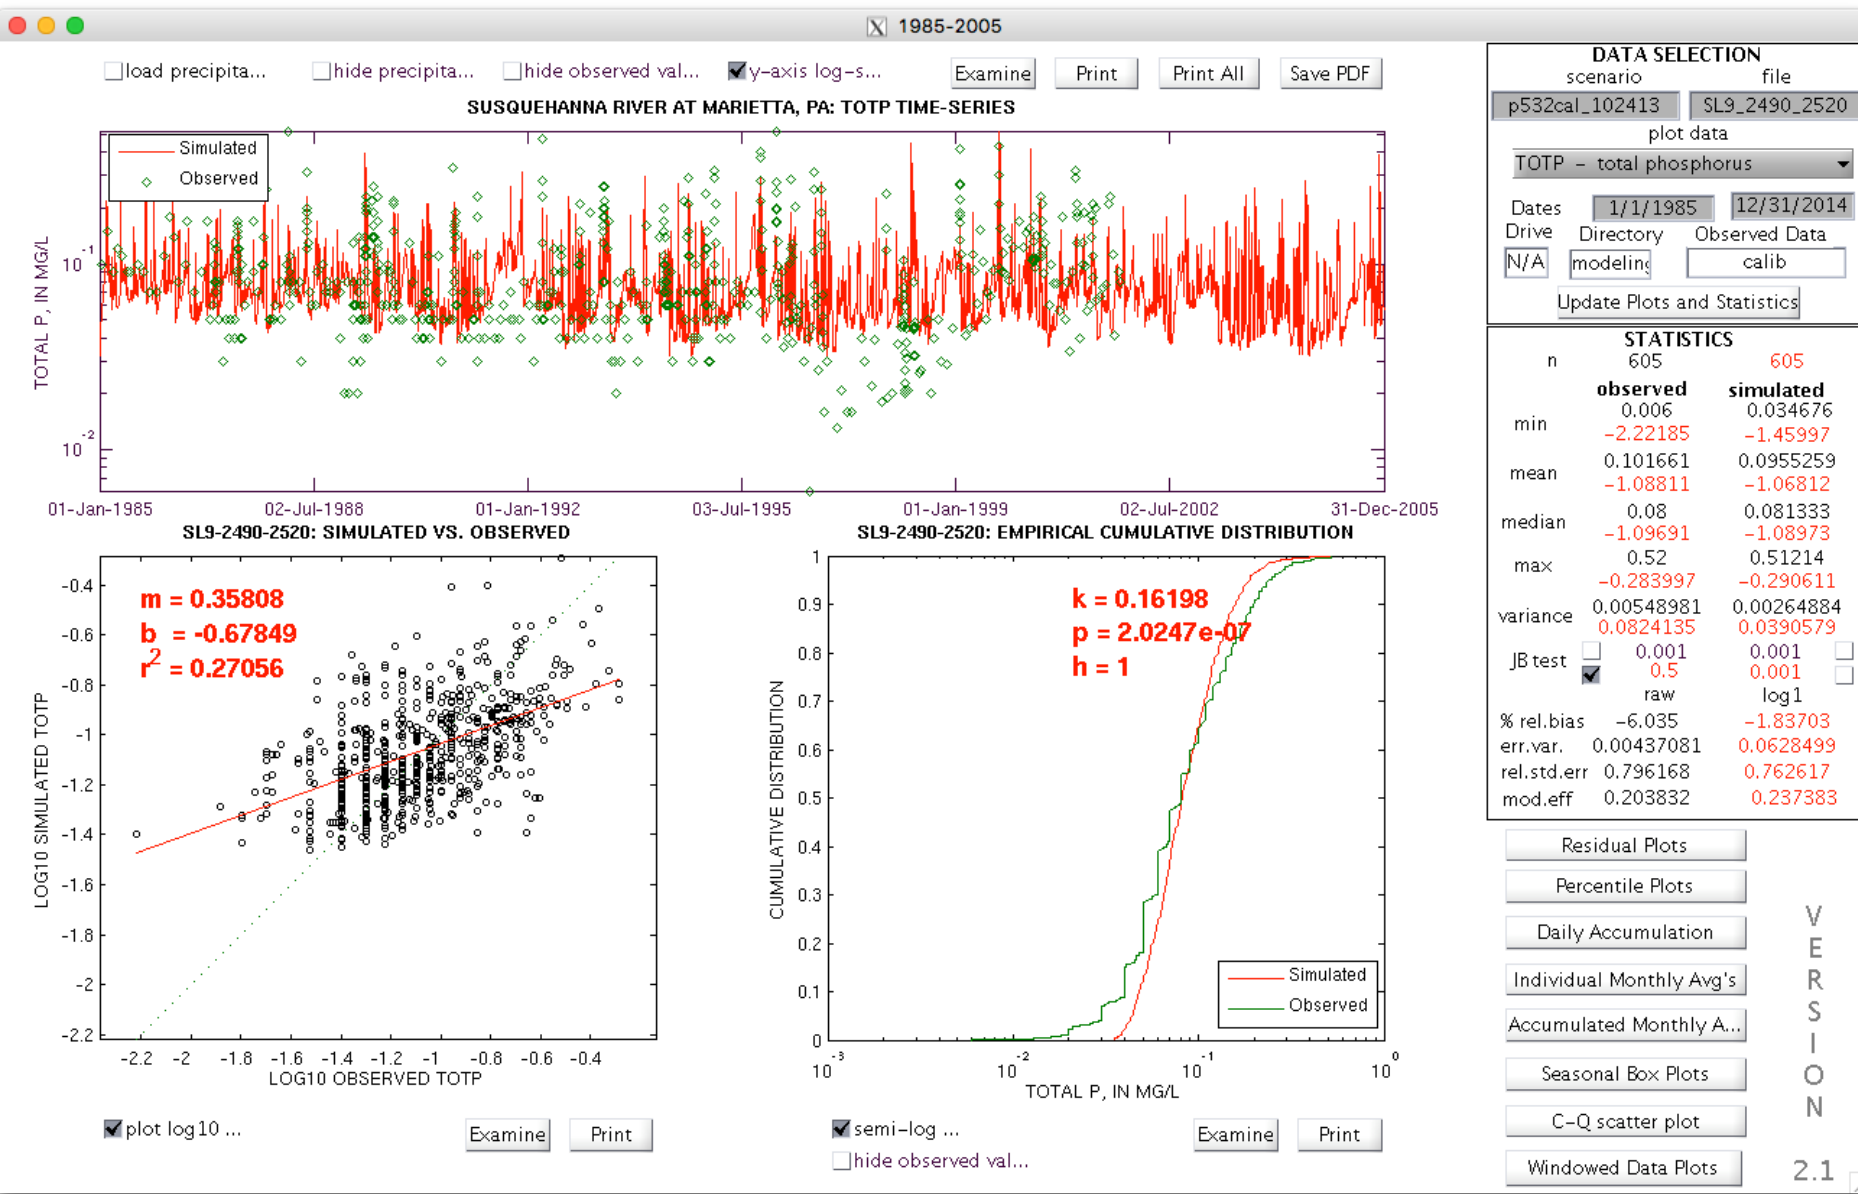 1985-2005
load precipita...
hide precipita...
hide observed val...
y-axis log-s...
Examine
Print
Print All
Save PDF
SUSQUEHANNA RIVER AT MARIETTA, PA: TOTP TIME-SERIES
Simulated
Observed
TOTAL P, IN MG/L
10^-1
10^-2
01-Jan-1985 02-Jul-1988 01-Jan-1992 03-Jul-1995 01-Jan-1999 02-Jul-2002 31-Dec-2005
SL9-2490-2520: SIMULATED VS. OBSERVED
m = 0.35808
b = -0.67849
r^2 = 0.27056
LOG10 SIMULATED TOTP
-0.4
-0.6
-0.8
-1
-1.2
-1.4
-1.6
-1.8
-2
-2.2
-2.2 -2 -1.8 -1.6 -1.4 -1.2 -1 -0.8 -0.6 -0.4
LOG10 OBSERVED TOTP
plot log10 ...
Examine
Print
SL9-2490-2520: EMPIRICAL CUMULATIVE DISTRIBUTION
k = 0.16198
p = 2.0247e-07
h = 1
CUMULATIVE DISTRIBUTION
1
0.9
0.8
0.7
0.6
0.5
0.4
0.3
0.2
0.1
0
Simulated
Observed
10^-3 10^-2 10^-1 10^0
TOTAL P, IN MG/L
semi-log ...
hide observed val...
Examine
Print
DATA SELECTION
scenario file
p532cal_102413 SL9_2490_2520
plot data
TOTP - total phosphorus
Dates 1/1/1985 12/31/2014
Drive Directory Observed Data
N/A modeling calib
Update Plots and Statistics
STATISTICS
n 605 605
observed simulated
min 0.006 0.034676
-2.22185 -1.45997
mean 0.101661 0.0955259
-1.08811 -1.06812
median 0.08 0.081333
-1.09691 -1.08973
max 0.52 0.51214
-0.283997 -0.290611
variance 0.00548981 0.00264884
0.0824135 0.0390579
JB test 0.001 0.001
0.5 0.001
raw log1
% rel.bias -6.035 -1.83703
err.var. 0.00437081 0.0628499
rel.std.err 0.796168 0.762617
mod.eff 0.203832 0.237383
Residual Plots
Percentile Plots
Daily Accumulation
Individual Monthly Avg's
Accumulated Monthly A...
Seasonal Box Plots
C-Q scatter plot
Windowed Data Plots
VERSION
2.1